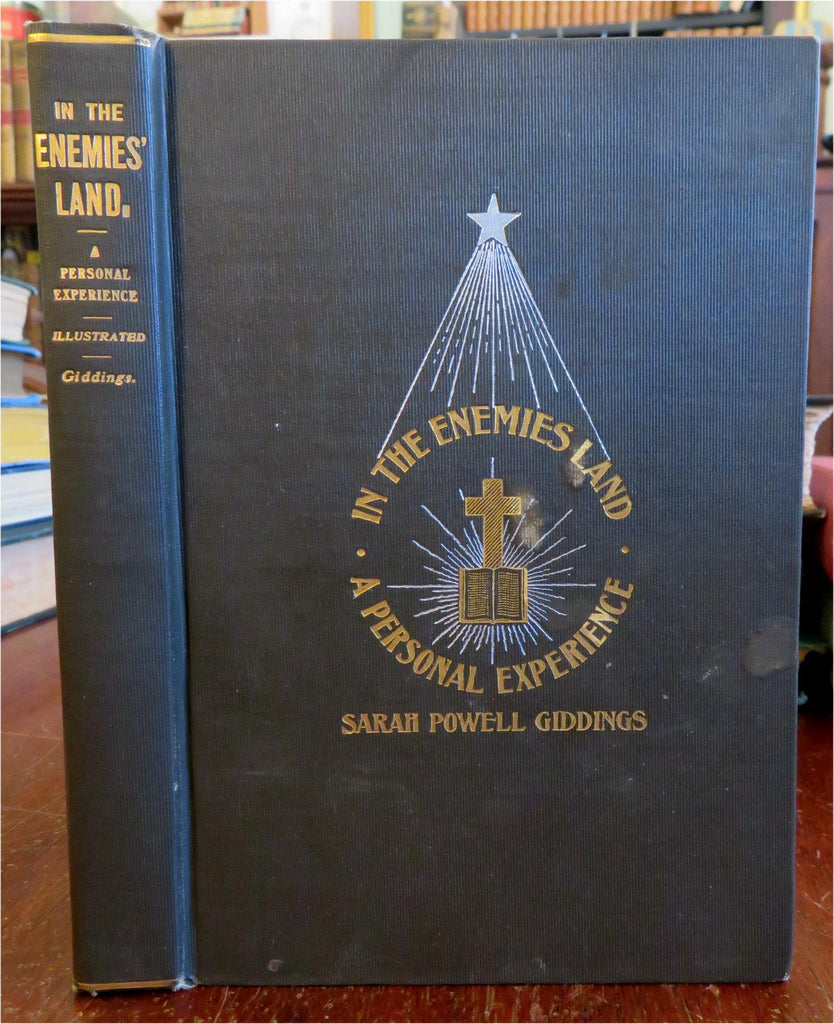 IN THE
ENEMIES'
LAND.
A
PERSONAL
EXPERIENCE
ILLUSTRATED
Giddings.
IN THE ENEMIES LAND
• A PERSONAL EXPERIENCE •
SARAH POWELL GIDDINGS